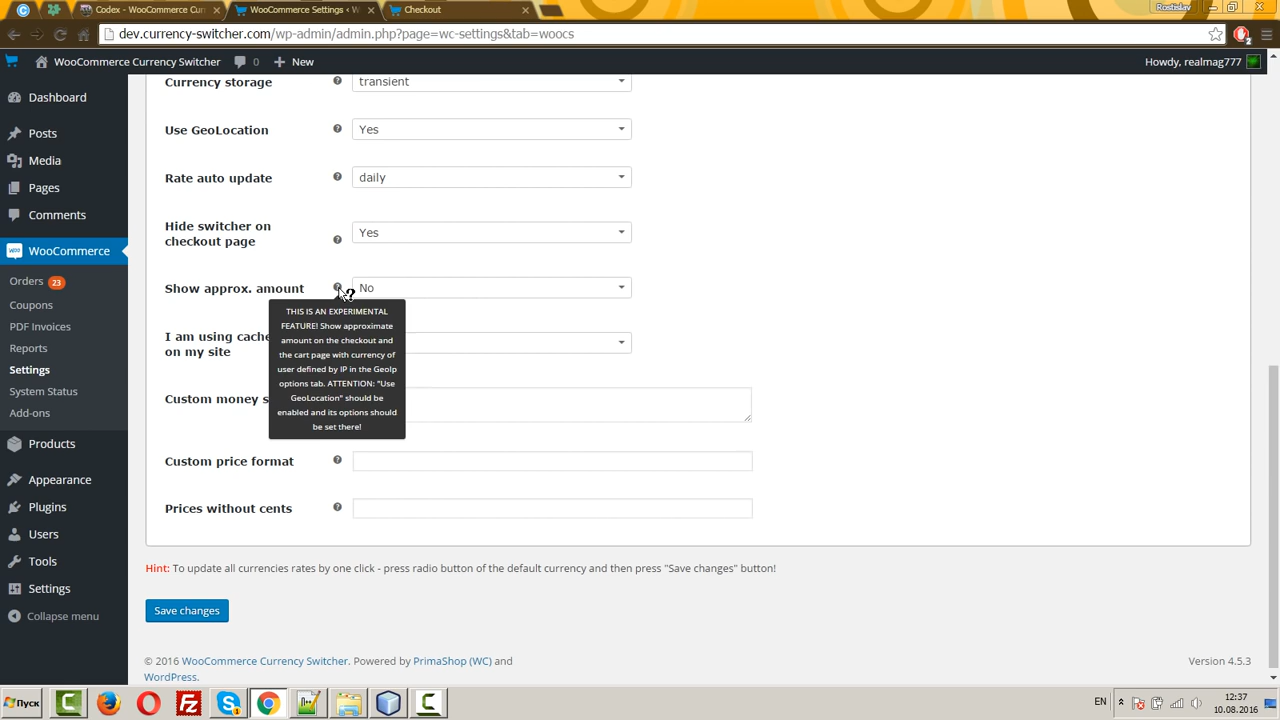 Codex - WooCommerce Curr
WooCommerce Settings ‹ W
Checkout
Rostislav
dev.currency-switcher.com/wp-admin/admin.php?page=wc-settings&tab=woocs
2
WooCommerce Currency Switcher
0
New
Howdy, realmag777
Dashboard
Posts
Media
Pages
Comments
WooCommerce
Orders 23
Coupons
PDF Invoices
Reports
Settings
System Status
Add-ons
Products
Appearance
Plugins
Users
Tools
Settings
Collapse menu
Currency storage
transient
Use GeoLocation
Yes
Rate auto update
daily
Hide switcher on
checkout page
Yes
Show approx. amount
No
THIS IS AN EXPERIMENTAL
FEATURE! Show approximate
amount on the checkout and
the cart page with currency of
user defined by IP in the GeoIp
options tab. ATTENTION: "Use
GeoLocation" should be
enabled and its options should
be set there!
I am using cache
on my site
Custom money s
Custom price format
Prices without cents
Hint: To update all currencies rates by one click - press radio button of the default currency and then press "Save changes" button!
Save changes
© 2016 WooCommerce Currency Switcher. Powered by PrimaShop (WC) and
WordPress.
Version 4.5.3
Пуск
EN
12:37
10.08.2016